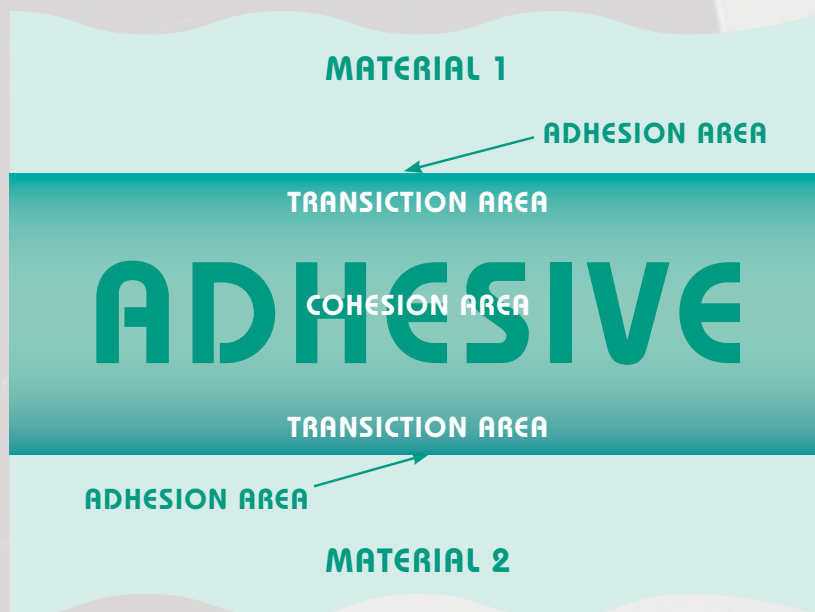 MATERIAL 1
ADHESION AREA
TRANSICTION AREA
ADHESIVE
COHESION AREA
TRANSICTION AREA
ADHESION AREA
MATERIAL 2